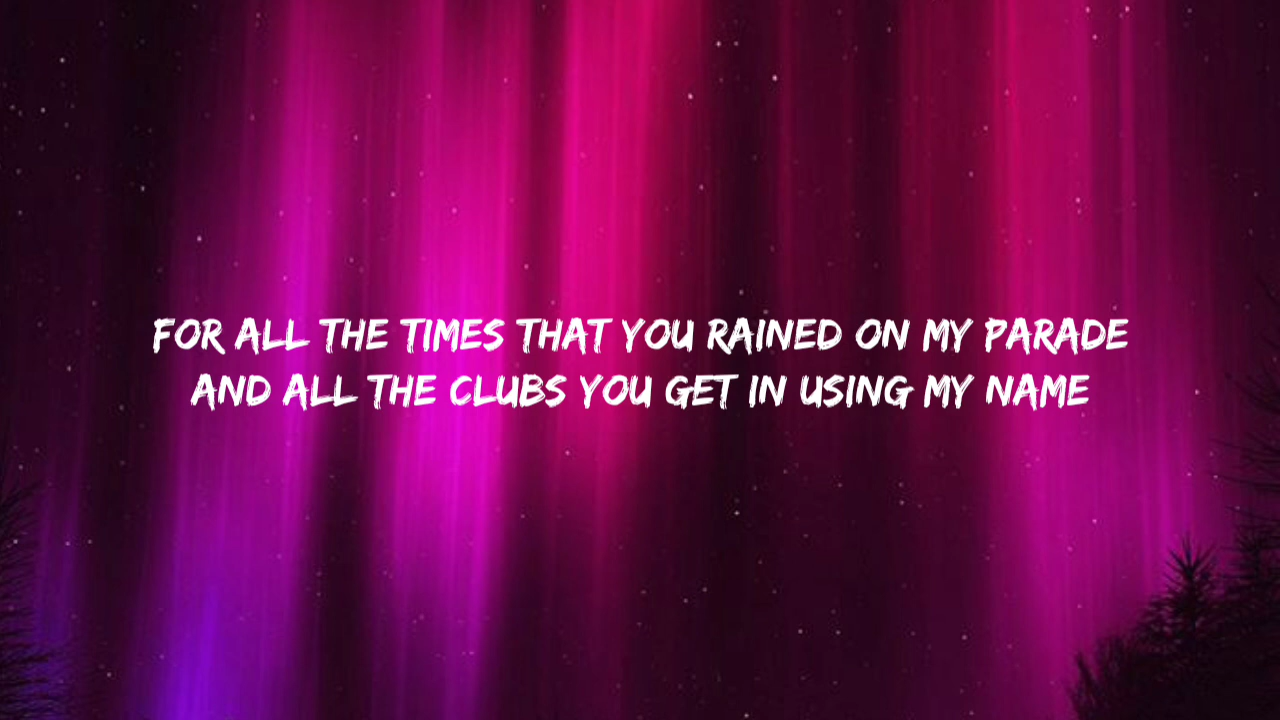 FOR ALL THE TIMES THAT YOU RAINED ON MY PARADE
AND ALL THE CLUBS YOU GET IN USING MY NAME